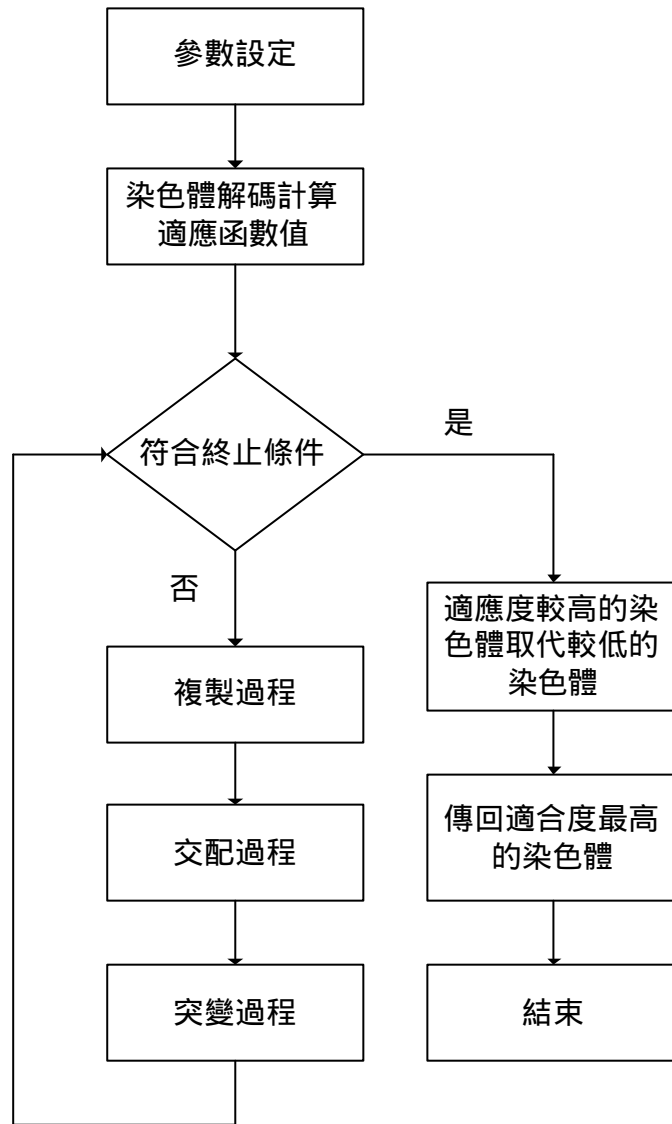 參數設定
染色體解碼計算
適應函數值
符合終止條件
是
否
複製過程
交配過程
突變過程
適應度較高的染
色體取代較低的
染色體
傳回適合度最高
的染色體
結束